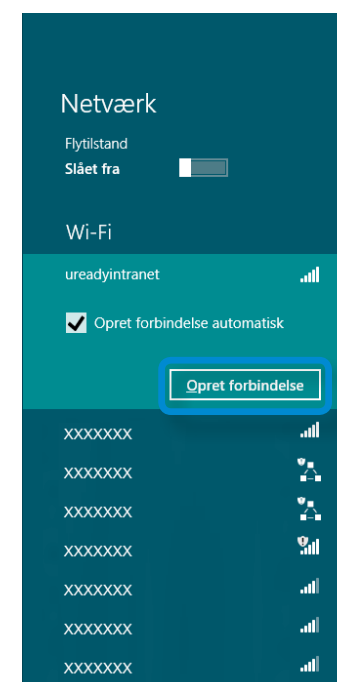 Netværk
Flytilstand
Slået fra
Wi-Fi
ureadyintranet
Opret forbindelse automatisk
Opret forbindelse
XXXXXXX
XXXXXXX
XXXXXXX
XXXXXXX
XXXXXXX
XXXXXXX
XXXXXXX